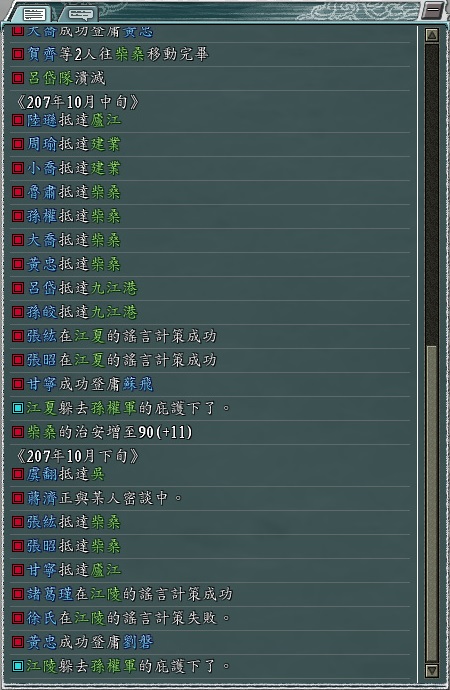 大喬成功登庸黃忠
賀齊等2人往柴桑移動完畢
呂岱隊潰滅
《207年10月中旬》
陸遜抵達廬江
周瑜抵達建業
小喬抵達建業
魯肅抵達柴桑
孫權抵達柴桑
大喬抵達柴桑
黃忠抵達柴桑
呂岱抵達九江港
孫皎抵達九江港
張紘在江夏的謠言計策成功
張昭在江夏的謠言計策成功
甘寧成功登庸蘇飛
江夏躲去孫權軍的庇護下了。
柴桑的治安增至90(+11)
《207年10月下旬》
虞翻抵達吳
蔣濟正與某人密談中。
張紘抵達柴桑
張昭抵達柴桑
甘寧抵達廬江
諸葛瑾在江陵的謠言計策成功
徐氏在江陵的謠言計策失敗。
黃忠成功登庸劉磐
江陵躲去孫權軍的庇護下了。